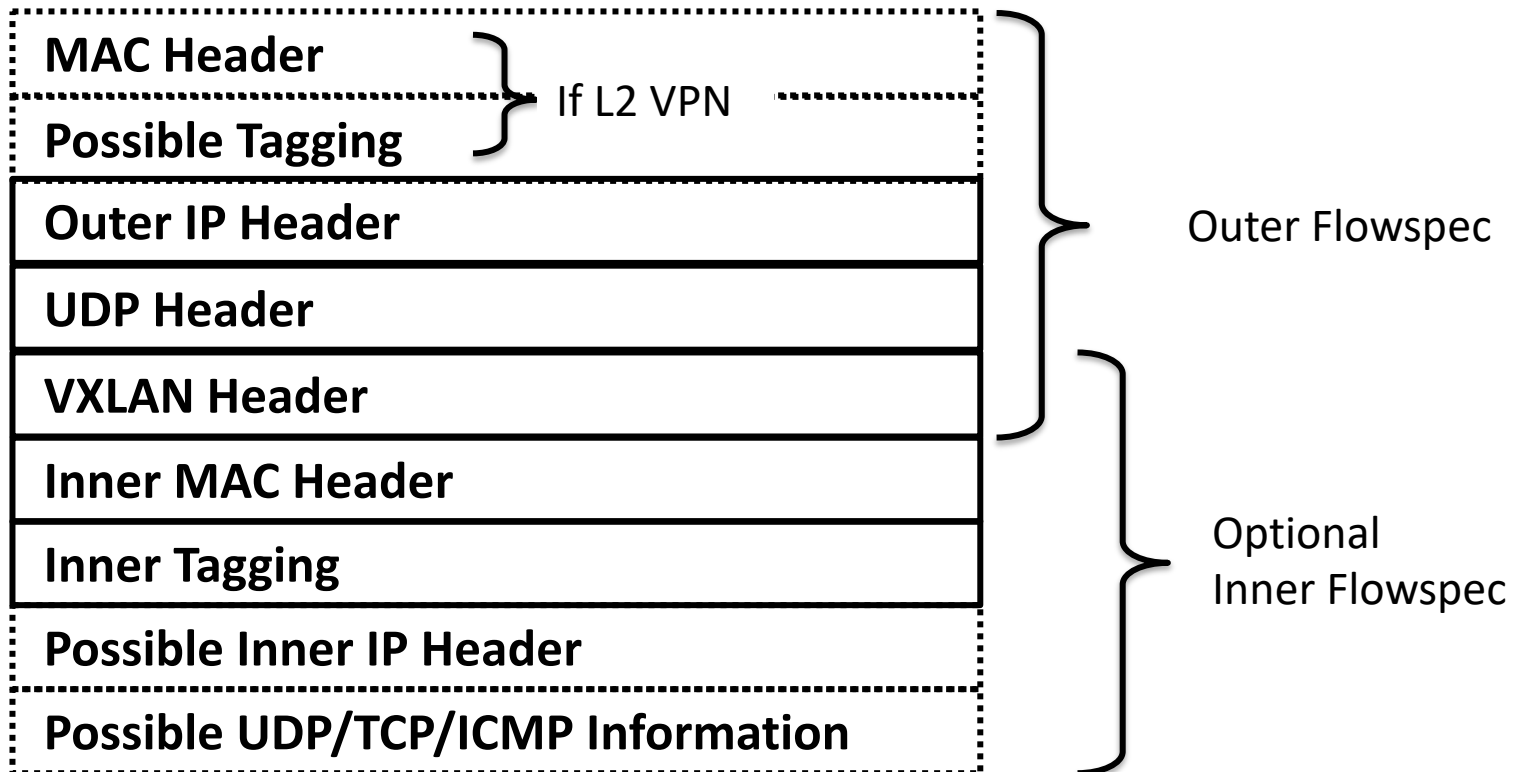 MAC Header
If L2 VPN
Possible Tagging
Outer IP Header
Outer Flowspec
UDP Header
VXLAN Header
Inner MAC Header
Inner Tagging
Optional
Inner Flowspec
Possible Inner IP Header
Possible UDP/TCP/ICMP Information